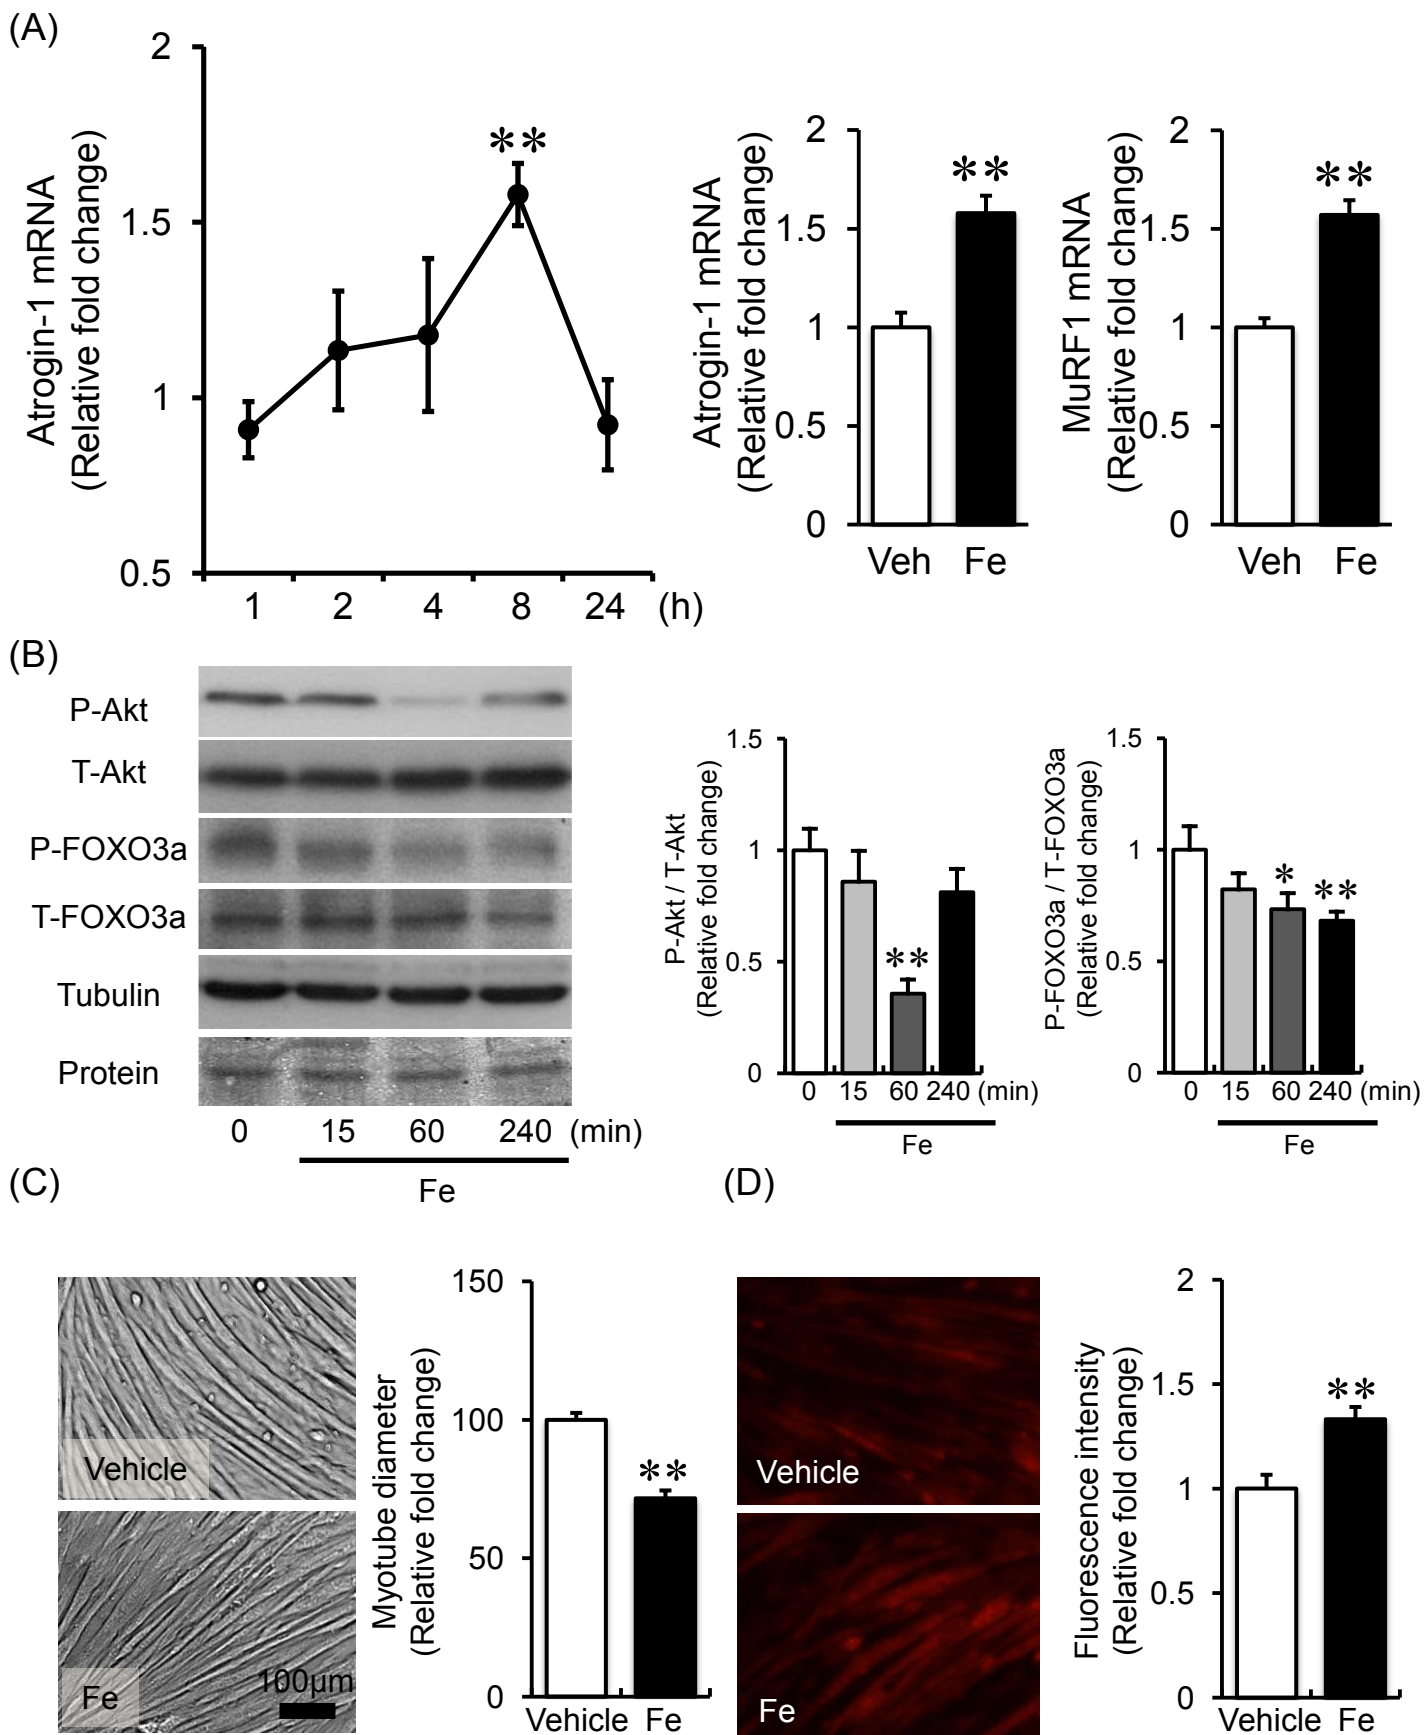 (A)
Atrogin-1 mRNA
(Relative fold change)
2
1.5
1
0.5
**
1 2 4 8 24 (h)
Atrogin-1 mRNA
(Relative fold change)
2
1.5
1
0.5
0
**
Veh Fe
MuRF1 mRNA
(Relative fold change)
2
1.5
1
0.5
0
**
Veh Fe
(B)
P-Akt
T-Akt
P-FOXO3a
T-FOXO3a
Tubulin
Protein
0 15 60 240 (min)
Fe
P-Akt / T-Akt
(Relative fold change)
1.5
1
0.5
0
**
0 15 60 240 (min)
Fe
P-FOXO3a / T-FOXO3a
(Relative fold change)
1.5
1
0.5
0
*
**
0 15 60 240 (min)
Fe
(C)
Vehicle
Fe
100μm
Myotube diameter
(Relative fold change)
150
100
50
0
**
Vehicle Fe
(D)
Vehicle
Fe
Fluorescence intensity
(Relative fold change)
2
1.5
1
0.5
0
**
Vehicle Fe